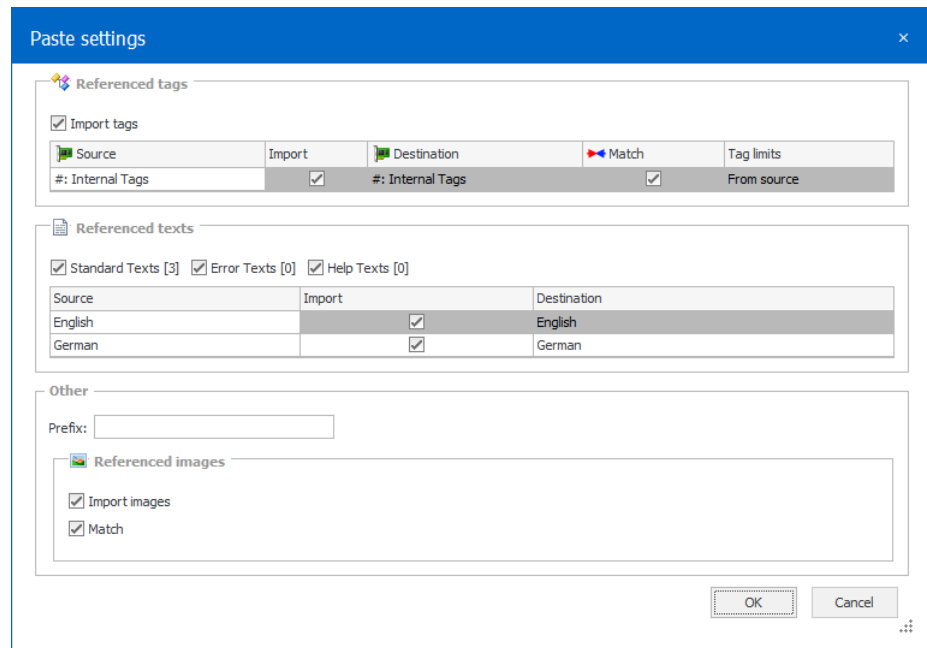 Paste settings
Referenced tags
Import tags
Source Import Destination Match Tag limits
#: Internal Tags #: Internal Tags From source
Referenced texts
Standard Texts [3] Error Texts [0] Help Texts [0]
Source Import Destination
English English
German German
Other
Prefix:
Referenced images
Import images
Match
OK Cancel